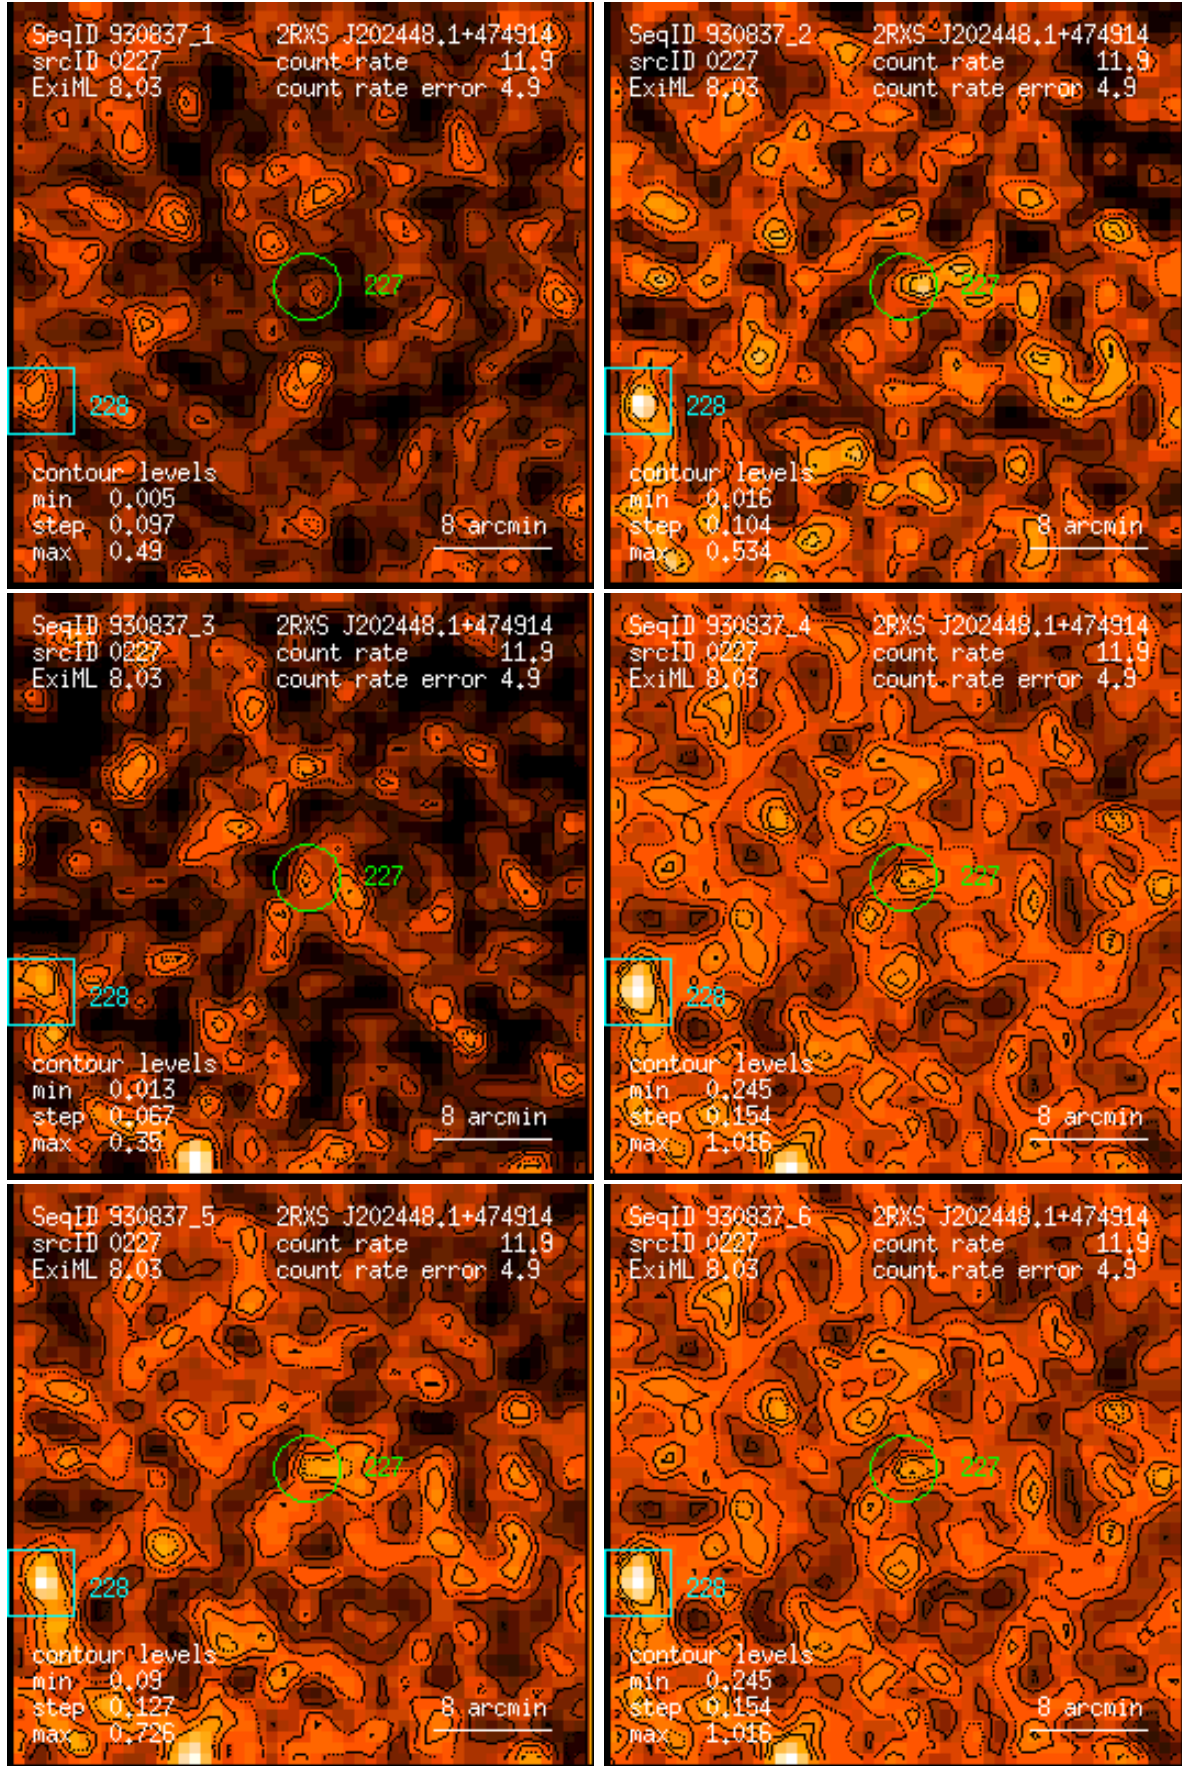 SeqID 930837_1 2RXS J202448.1+474914
srcID 0227 count rate 11.9
ExiML 8.03 count rate error 4.9
227
228
contour levels
min 0.005
step 0.097 8 arcmin
max 0.49
SeqID 930837_2 2RXS J202448.1+474914
srcID 0227 count rate 11.9
ExiML 8.03 count rate error 4.9
227
228
contour levels
min 0.016
step 0.104 8 arcmin
max 0.534
SeqID 930837_3 2RXS J202448.1+474914
srcID 0227 count rate 11.9
ExiML 8.03 count rate error 4.9
227
228
contour levels
min 0.013
step 0.067 8 arcmin
max 0.35
SeqID 930837_4 2RXS J202448.1+474914
srcID 0227 count rate 11.9
ExiML 8.03 count rate error 4.9
227
228
contour levels
min 0.245
step 0.154 8 arcmin
max 1.016
SeqID 930837_5 2RXS J202448.1+474914
srcID 0227 count rate 11.9
ExiML 8.03 count rate error 4.9
227
228
contour levels
min 0.09
step 0.127 8 arcmin
max 0.726
SeqID 930837_6 2RXS J202448.1+474914
srcID 0227 count rate 11.9
ExiML 8.03 count rate error 4.9
227
228
contour levels
min 0.245
step 0.154 8 arcmin
max 1.016